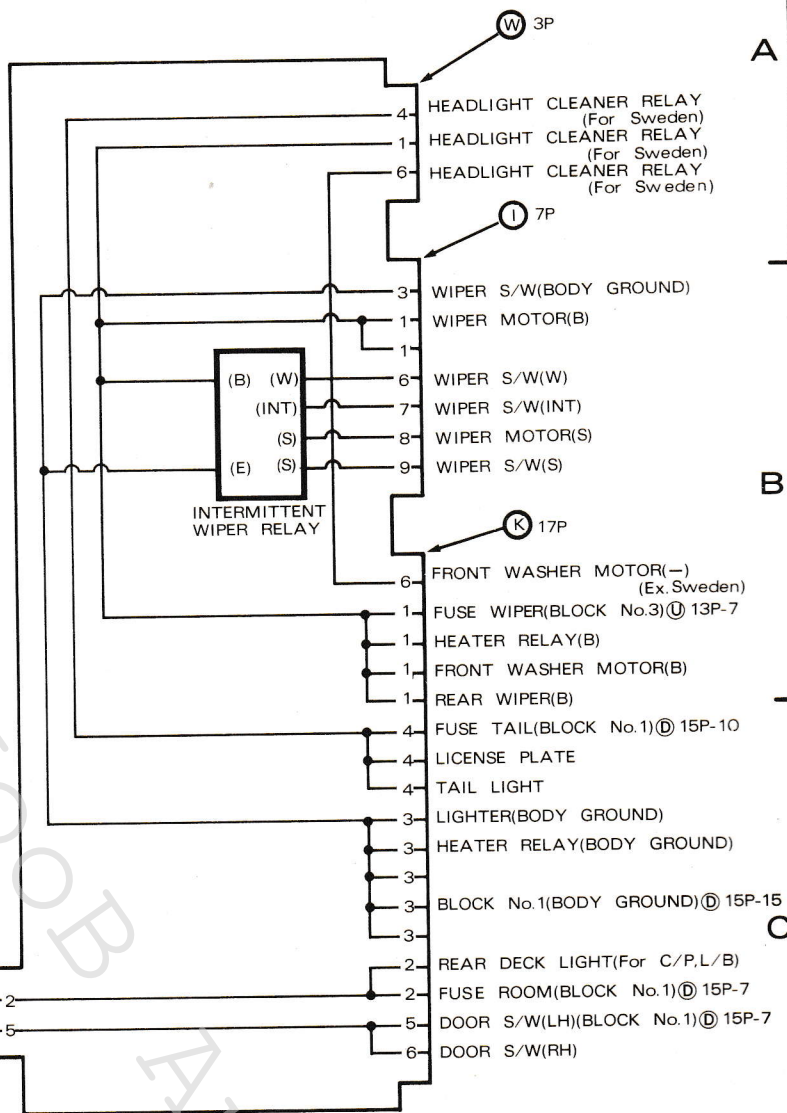 W 3P
A
4 HEADLIGHT CLEANER RELAY
(For Sweden)
1 HEADLIGHT CLEANER RELAY
(For Sweden)
6 HEADLIGHT CLEANER RELAY
(For Sweden)
I 7P
3 WIPER S/W(BODY GROUND)
1 WIPER MOTOR(B)
1
(B) (W) 6 WIPER S/W(W)
(INT) 7 WIPER S/W(INT)
(S) 8 WIPER MOTOR(S)
(E) (S) 9 WIPER S/W(S)
B
INTERMITTENT
WIPER RELAY
K 17P
6 FRONT WASHER MOTOR(—)
(Ex.Sweden)
1 FUSE WIPER(BLOCK No.3)Ⓤ 13P-7
1 HEATER RELAY(B)
1 FRONT WASHER MOTOR(B)
1 REAR WIPER(B)
4 FUSE TAIL(BLOCK No.1)Ⓓ 15P-10
4 LICENSE PLATE
4 TAIL LIGHT
3 LIGHTER(BODY GROUND)
3 HEATER RELAY(BODY GROUND)
3
3 BLOCK No.1(BODY GROUND)Ⓓ 15P-15
C
3
2 REAR DECK LIGHT(For C/P,L/B)
2 2 FUSE ROOM(BLOCK No.1)Ⓓ 15P-7
5 5 DOOR S/W(LH)(BLOCK No.1)Ⓓ 15P-7
6 DOOR S/W(RH)